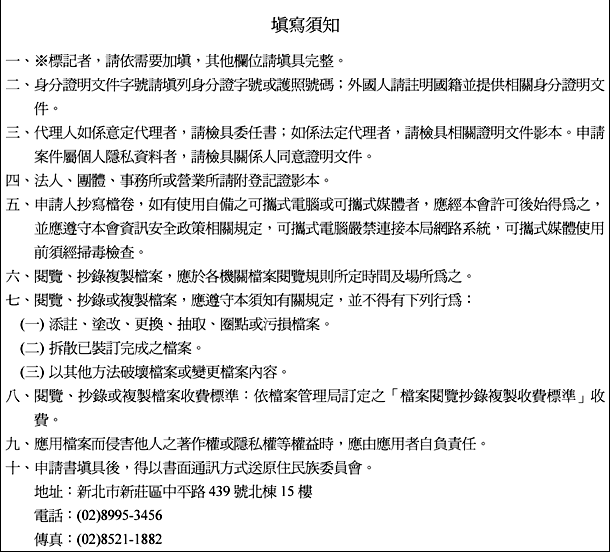 填寫須知
一、※標記者，請依需要加填，其他欄位請填具完整。
二、身分證明文件字號請填列身分證字號或護照號碼；外國人請註明國籍並提供相關身分證明文
件。
三、代理人如係意定代理者，請檢具委任書；如係法定代理者，請檢具相關證明文件影本。申請
案件屬個人隱私資料者，請檢具關係人同意證明文件。
四、法人、團體、事務所或營業所請附登記證影本。
五、申請人抄寫檔卷，如有使用自備之可攜式電腦或可攜式媒體者，應經本會許可後始得為之，
並應遵守本會資訊安全政策相關規定，可攜式電腦嚴禁連接本局網路系統，可攜式媒體使用
前須經掃毒檢查。
六、閱覽、抄錄複製檔案，應於各機關檔案閱覽規則所定時間及場所為之。
七、閱覽、抄錄或複製檔案，應遵守本須知有關規定，並不得有下列行為：
(一) 添註、塗改、更換、抽取、圈點或污損檔案。
(二) 拆散已裝訂完成之檔案。
(三) 以其他方法破壞檔案或變更檔案內容。
八、閱覽、抄錄或複製檔案收費標準：依檔案管理局訂定之「檔案閱覽抄錄複製收費標準」收
費。
九、應用檔案而侵害他人之著作權或隱私權等權益時，應由應用者自負責任。
十、申請書填具後，得以書面通訊方式送原住民族委員會。
地址：新北市新莊區中平路 439 號北棟 15 樓
電話：(02)8995-3456
傳真：(02)8521-1882